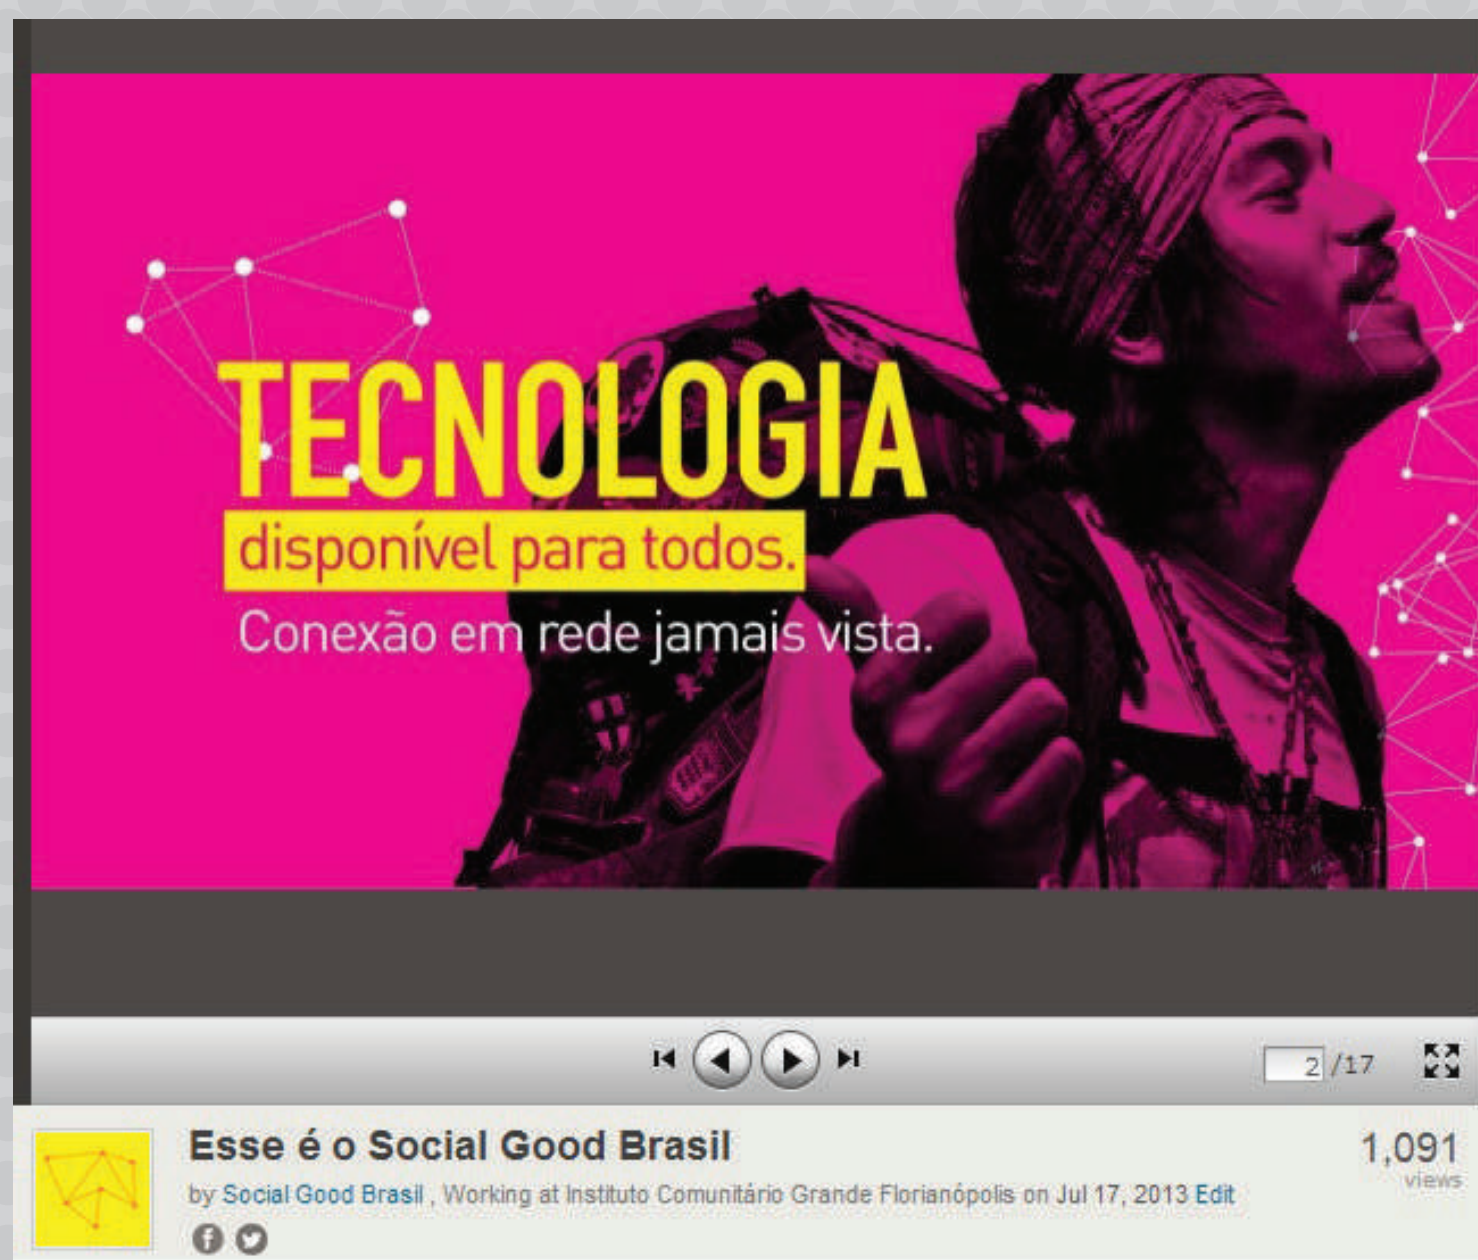 TECNOLOGIA
disponível para todos.
Conexão em rede jamais vista.
2 /17
Esse é o Social Good Brasil
1,091
by Social Good Brasil , Working at Instituto Comunitário Grande Florianópolis on Jul 17, 2013 Edit
views